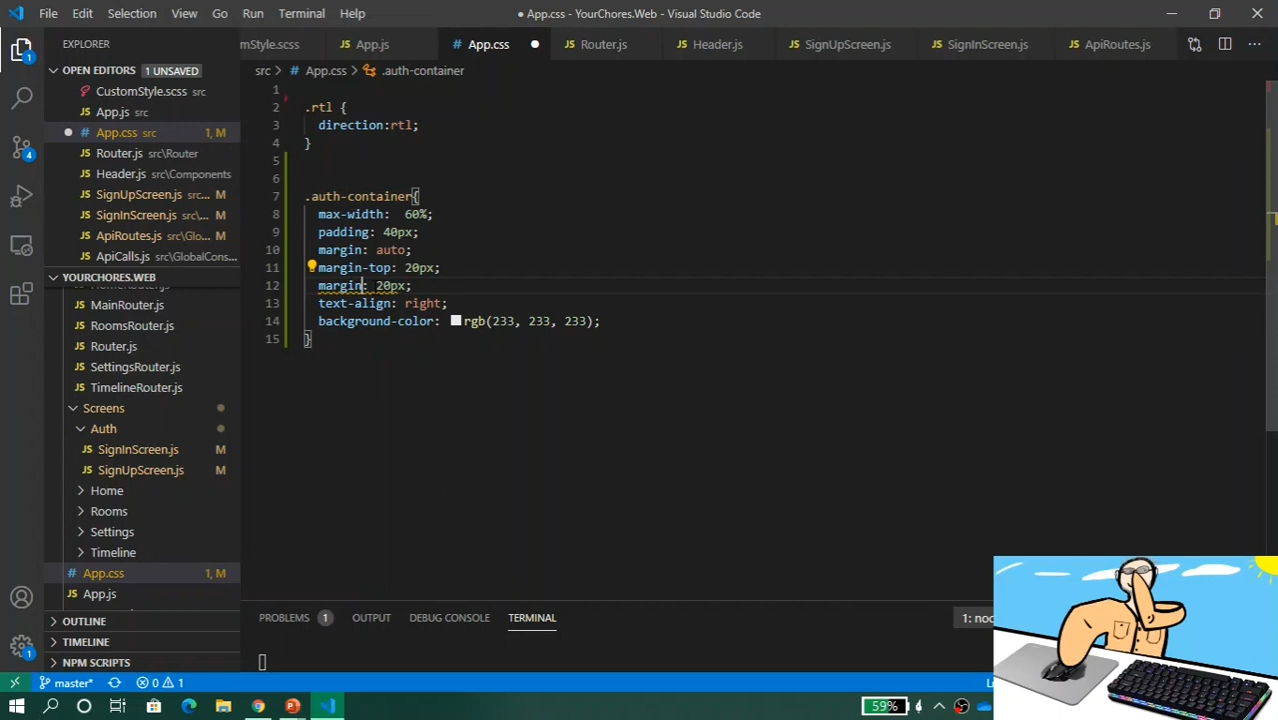 File Edit Selection View Go Run Terminal Help
● App.css - YourChores.Web - Visual Studio Code
EXPLORER
mStyle.scss
App.js
App.css
Router.js
Header.js
SignUpScreen.js
SignInScreen.js
ApiRoutes.js
OPEN EDITORS 1 UNSAVED
CustomStyle.scss src
App.js src
App.css src 1, M
Router.js src\Router
Header.js src\Components
SignUpScreen.js src... M
SignInScreen.js src\... M
ApiRoutes.js src\Glo... M
ApiCalls.js src\GlobalCons...
YOURCHORES.WEB
MainRouter.js
RoomsRouter.js
Router.js
SettingsRouter.js
TimelineRouter.js
Screens
Auth
SignInScreen.js M
SignUpScreen.js M
Home
Rooms
Settings
Timeline
App.css 1, M
App.js
OUTLINE
TIMELINE
NPM SCRIPTS
src > App.css > .auth-container
1
2 .rtl {
3 direction:rtl;
4 }
5
6
7 .auth-container{
8 max-width: 60%;
9 padding: 40px;
10 margin: auto;
11 margin-top: 20px;
12 margin: 20px;
13 text-align: right;
14 background-color: rgb(233, 233, 233);
15 }
PROBLEMS 1 OUTPUT DEBUG CONSOLE TERMINAL
1
4
1
master* 0 1
59%